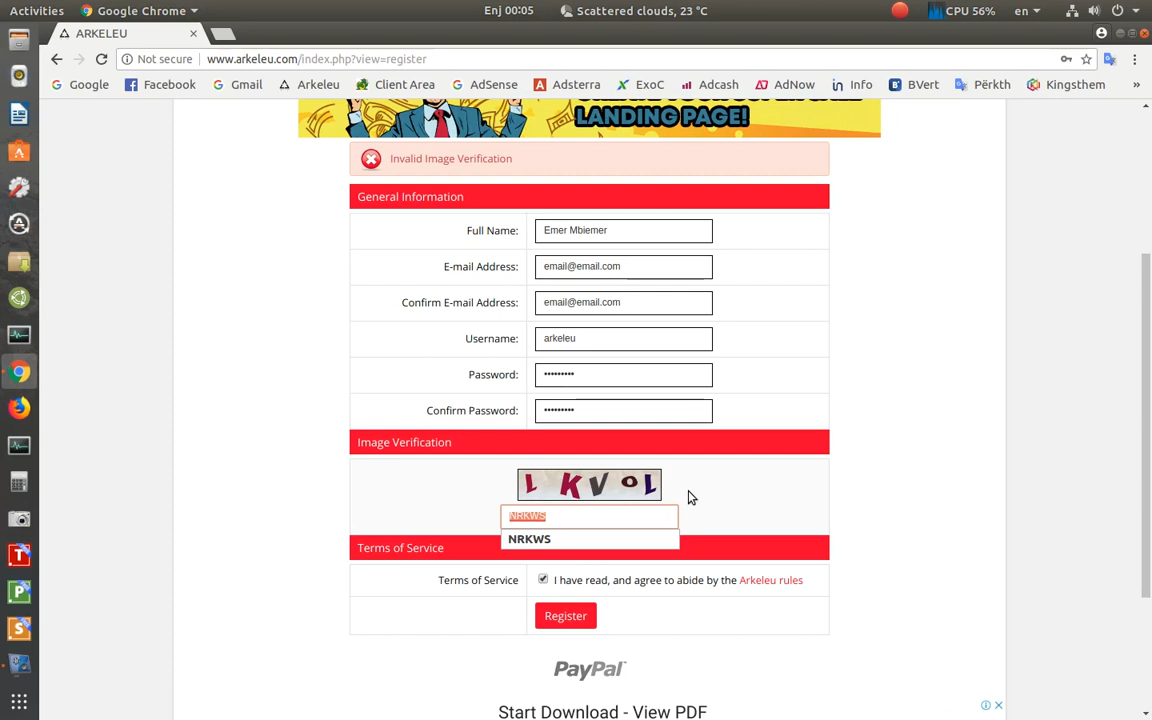 Activities Google Chrome Enj 00:05 Scattered clouds, 23 °C CPU 56% en
ARKELEU
Not secure www.arkeleu.com/index.php?view=register
Google Facebook Gmail Arkeleu Client Area AdSense Adsterra ExoC Adcash AdNow Info BVert Përkth Kingsthem »
LANDING PAGE!
Invalid Image Verification
General Information
Full Name: Emer Mbiemer
E-mail Address: email@email.com
Confirm E-mail Address: email@email.com
Username: arkeleu
Password: •••••••••
Confirm Password: •••••••••
Image Verification
L K V O L
NRKWS
NRKWS
Terms of Service
Terms of Service I have read, and agree to abide by the Arkeleu rules
Register
PayPal
Start Download - View PDF